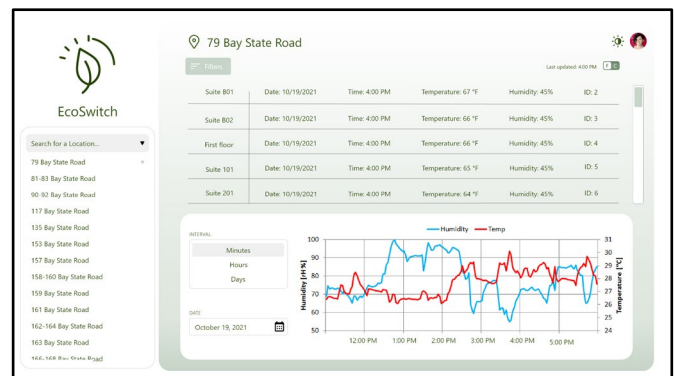 79 Bay State Road
Filters
Last updated: 4:00 PM F C
EcoSwitch
Search for a Location...
79 Bay State Road
81-83 Bay State Road
90-92 Bay State Road
117 Bay State Road
135 Bay State Road
153 Bay State Road
157 Bay State Road
158-160 Bay State Road
159 Bay State Road
161 Bay State Road
162-164 Bay State Road
163 Bay State Road
166-168 Bay State Road
Suite B01 Date: 10/19/2021 Time: 4:00 PM Temperature: 67 °F Humidity: 45% ID: 2
Suite B02 Date: 10/19/2021 Time: 4:00 PM Temperature: 66 °F Humidity: 45% ID: 3
First floor Date: 10/19/2021 Time: 4:00 PM Temperature: 66 °F Humidity: 45% ID: 4
Suite 101 Date: 10/19/2021 Time: 4:00 PM Temperature: 65 °F Humidity: 45% ID: 5
Suite 201 Date: 10/19/2021 Time: 4:00 PM Temperature: 64 °F Humidity: 45% ID: 6
INTERVAL
Minutes
Hours
Days
DATE
October 19, 2021
Humidity Temp
Humidity [rH%]
100
90
80
70
60
50
31
30
29
28
27
26
25
24
Temperature [°C]
12:00 PM 1:00 PM 2:00 PM 3:00 PM 4:00 PM 5:00 PM